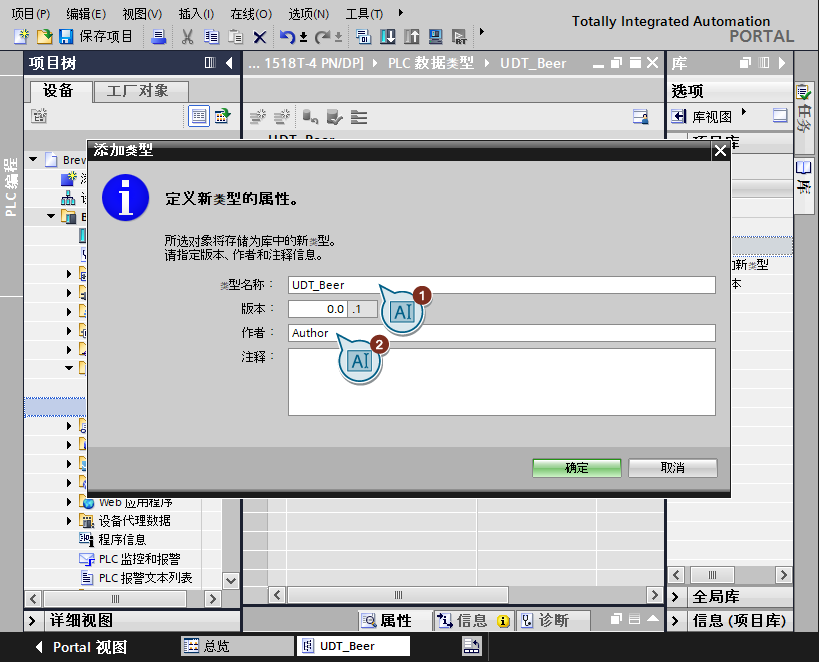 项目(P) 编辑(E) 视图(V) 插入(I) 在线(O) 选项(N) 工具(T)
Totally Integrated Automation
PORTAL
保存项目
项目树
... 1518T-4 PN/DP]
PLC 数据类型
UDT_Beer
库
设备
工厂对象
选项
库视图
任务
库
PLC 编程
UDT_Beer
项目库
Brew
添加类型
定义新类型的属性。
所选对象将存储为库中的新类型。
请指定版本、作者和注释信息。
类型名称：
UDT_Beer
1
AI
版本：
0.0 .1
作者：
Author
2
AI
注释：
确定
取消
新类型
本
Web 应用程序
设备代理数据
程序信息
PLC 监控和报警
PLC 报警文本列表
全局库
详细视图
属性
信息
诊断
信息 (项目库)
Portal 视图
总览
UDT_Beer